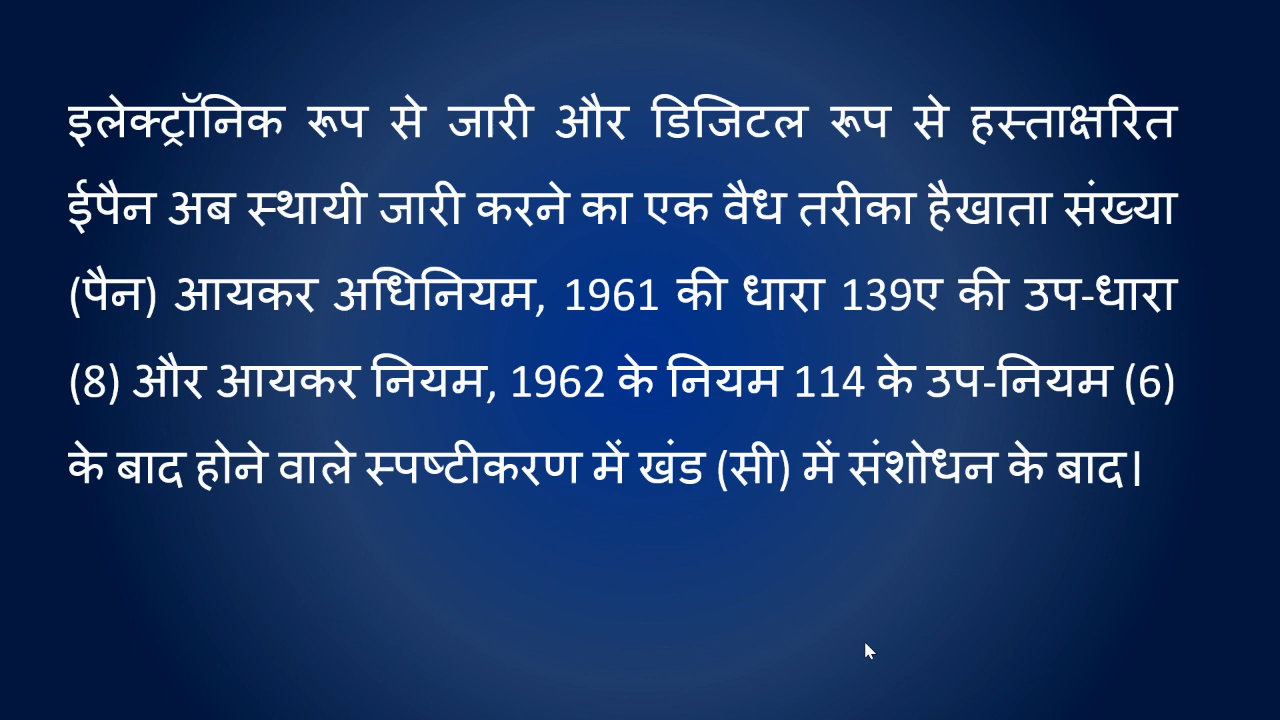 इलेक्ट्रॉनिक रूप से जारी और डिजिटल रूप से हस्ताक्षरित
ईपैन अब स्थायी जारी करने का एक वैध तरीका हैखाता संख्या
(पैन) आयकर अधिनियम, 1961 की धारा 139ए की उप-धारा
(8) और आयकर नियम, 1962 के नियम 114 के उप-नियम (6)
के बाद होने वाले स्पष्टीकरण में खंड (सी) में संशोधन के बाद।